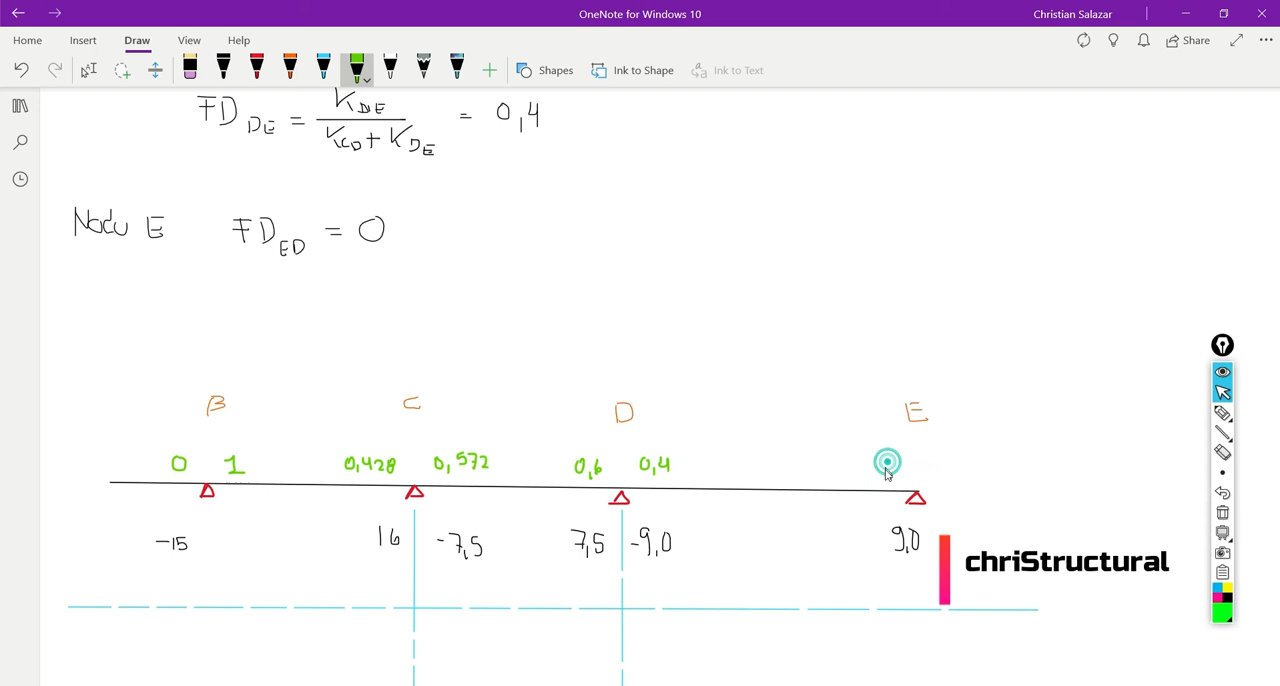 OneNote for Windows 10
Christian Salazar
Home Insert Draw View Help
Share
Shapes
Ink to Shape
Ink to Text
FD DE = K DE / K CD + K DE = 0,4
Nodo E FD ED = 0
B C D E
0 1 0,428 0,572 0,6 0,4
-15 16 -7,5 7,5 -9,0 9,0
chriStructural